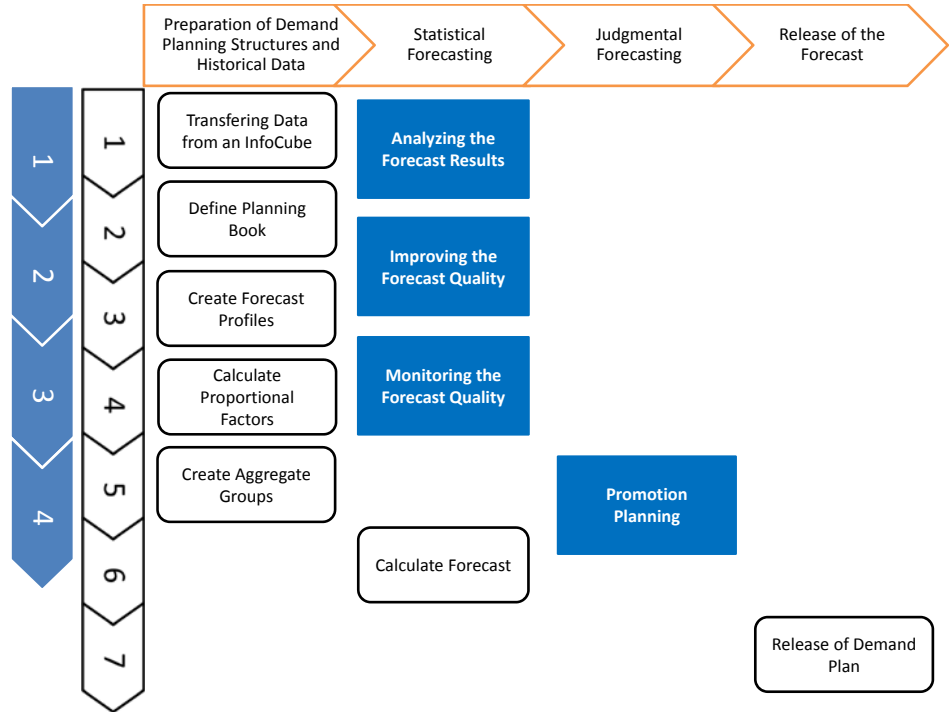 Preparation of Demand
Planning Structures and
Historical Data
Statistical
Forecasting
Judgmental
Forecasting
Release of the
Forecast
1
2
3
4
1
2
3
4
5
6
7
Transfering Data
from an InfoCube
Define Planning
Book
Create Forecast
Profiles
Calculate
Proportional
Factors
Create Aggregate
Groups
Analyzing the
Forecast Results
Improving the
Forecast Quality
Monitoring the
Forecast Quality
Calculate Forecast
Promotion
Planning
Release of Demand
Plan